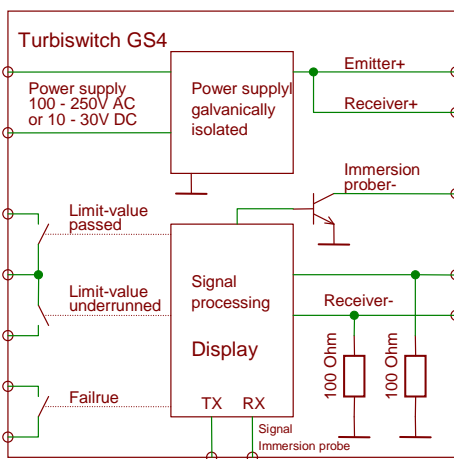 Turbiswitch GS4
Power supply
100 - 250V AC
or 10 - 30V DC
Power supplyl
galvanically
isolated
Emitter+
Receiver+
Immersion
prober-
Limit-value
passed
Limit-value
underrunned
Failrue
Signal
processing
Display
TX RX
Receiver-
100 Ohm
100 Ohm
Signal
Immersion probe